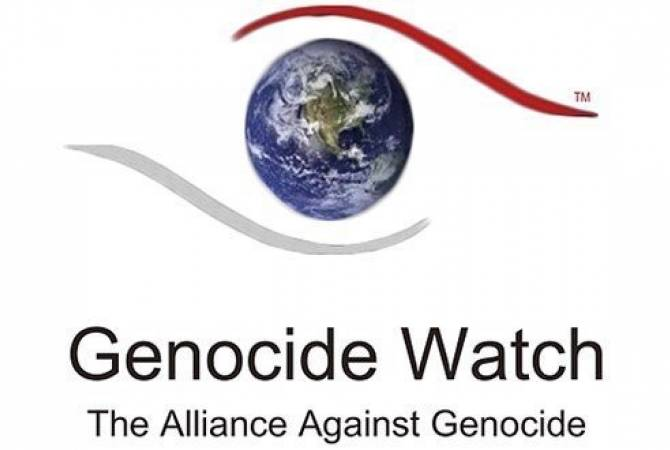 TM
Genocide Watch
The Alliance Against Genocide